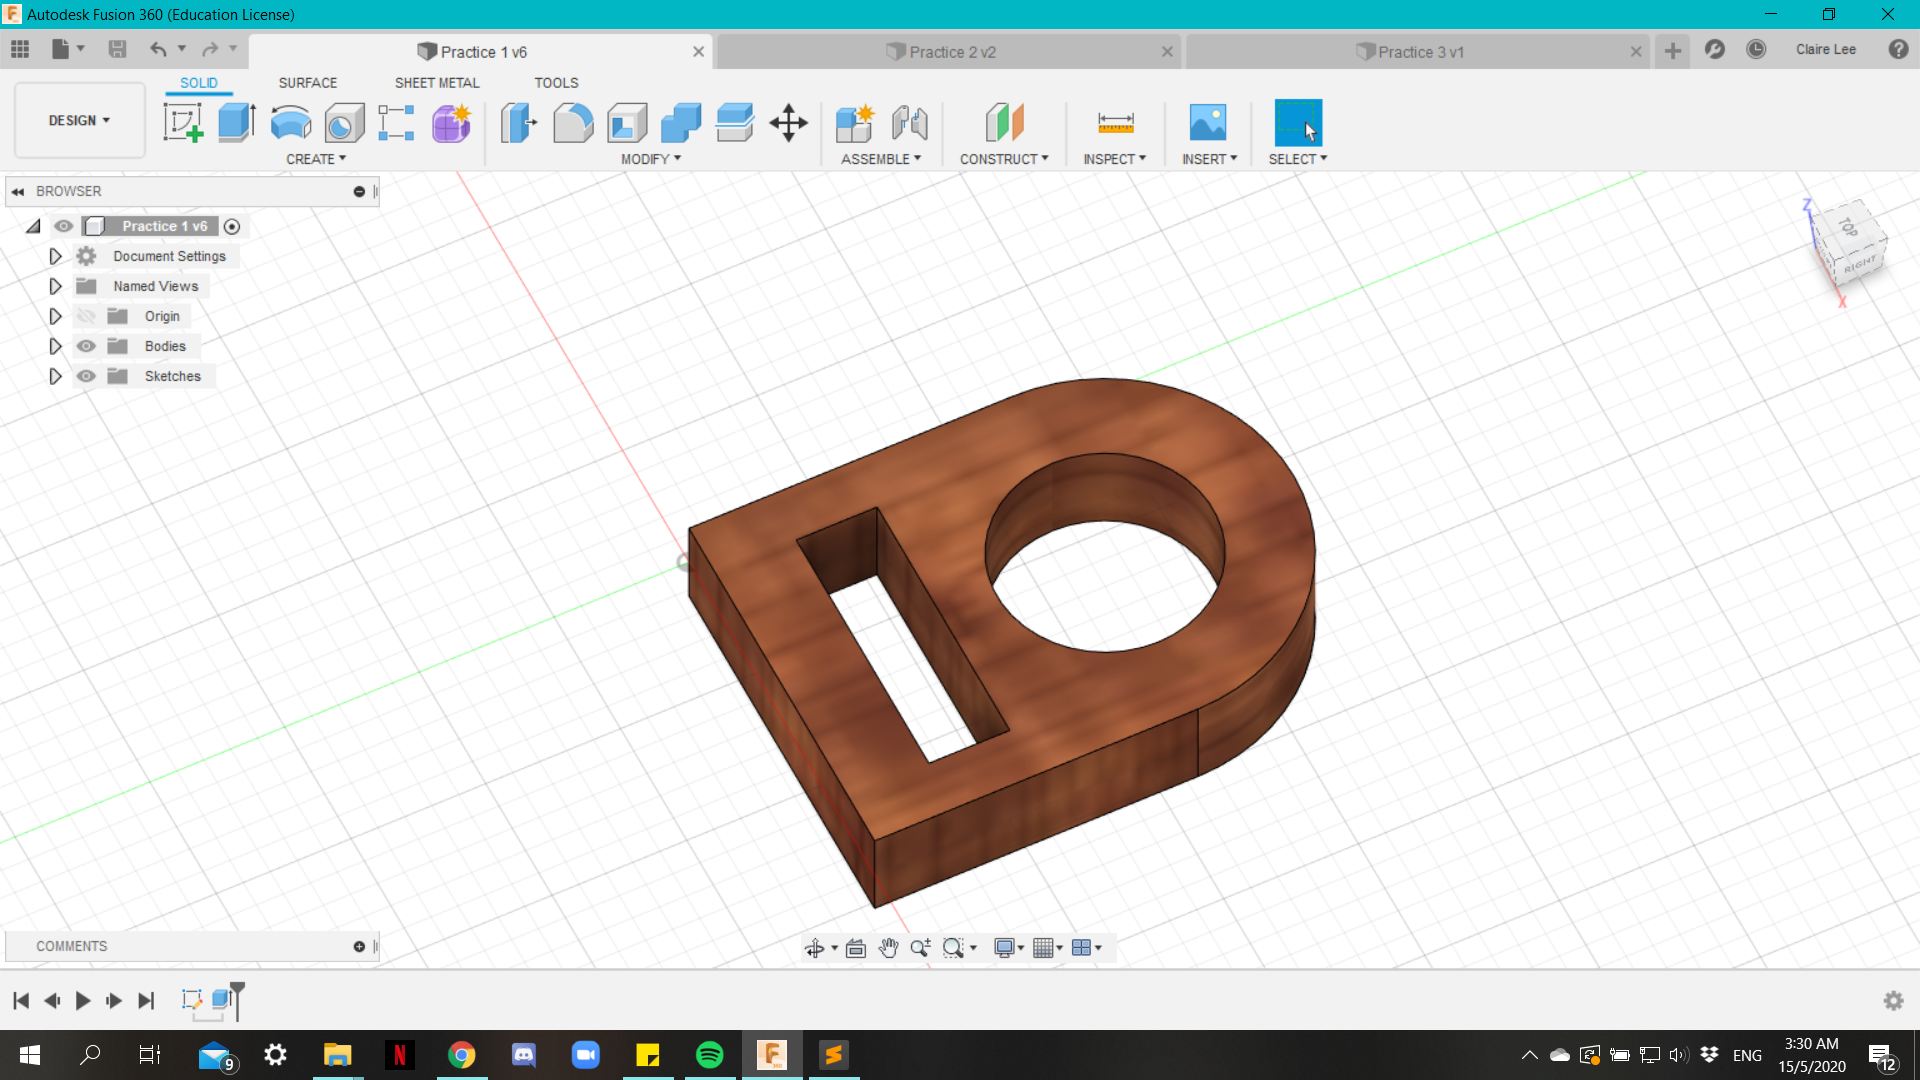 Autodesk Fusion 360 (Education License)
Practice 1 v6
Practice 2 v2
Practice 3 v1
Claire Lee
SOLID
SURFACE
SHEET METAL
TOOLS
DESIGN
CREATE
MODIFY
ASSEMBLE
CONSTRUCT
INSPECT
INSERT
SELECT
BROWSER
Practice 1 v6
Document Settings
Named Views
Origin
Bodies
Sketches
Z
TOP
RIGHT
X
COMMENTS
9
N
ENG
3:30 AM
15/5/2020
12